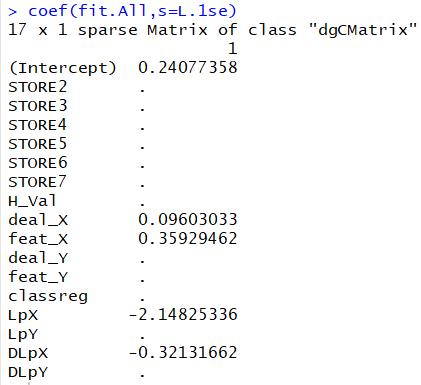 > coef(fit.All,s=L.1se)
17 x 1 sparse Matrix of class "dgCMatrix"
1
(Intercept) 0.24077358
STORE2 .
STORE3 .
STORE4 .
STORE5 .
STORE6 .
STORE7 .
H_Val .
deal_X 0.09603033
feat_X 0.35929462
deal_Y .
feat_Y .
classreg .
LpX -2.14825336
LpY .
DLpX -0.32131662
DLpY .